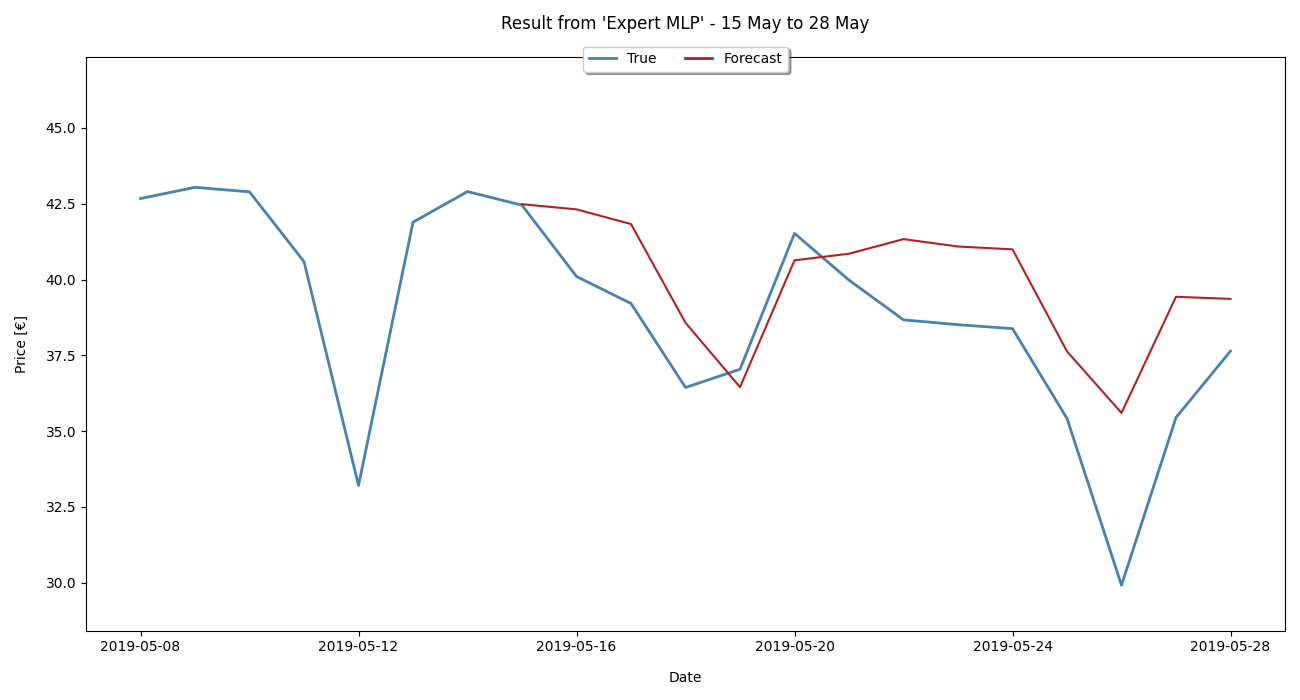 Result from 'Expert MLP' - 15 May to 28 May
True Forecast
45.0
42.5
40.0
37.5
35.0
32.5
30.0
Price [€]
2019-05-08 2019-05-12 2019-05-16 2019-05-20 2019-05-24 2019-05-28
Date